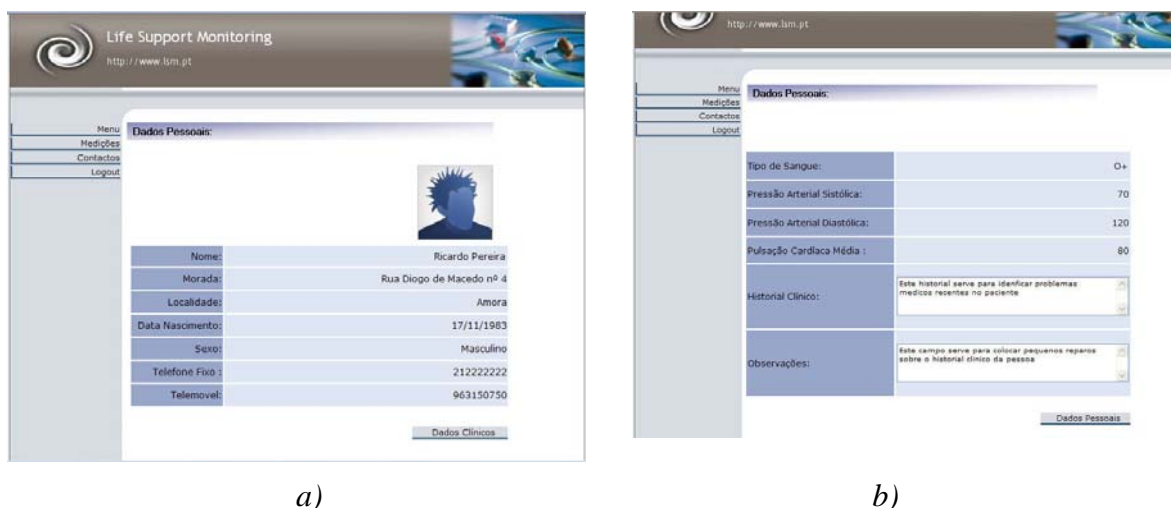 Life Support Monitoring
http://www.lsm.pt
Menu
Medições
Contactos
Logout
Dados Pessoais:
Nome: Ricardo Pereira
Morada: Rua Diogo de Macedo nº 4
Localidade: Amora
Data Nascimento: 17/11/1983
Sexo: Masculino
Telefone Fixo : 212222222
Telemovel: 963150750
Dados Clínicos
a)
http://www.lsm.pt
Menu
Medições
Contactos
Logout
Dados Pessoais:
Tipo de Sangue: O+
Pressão Arterial Sistólica: 70
Pressão Arterial Diastólica: 120
Pulsação Cardíaca Média : 80
Historial Clínico:
Este historial serve para idenficar problemas
medicos recentes no paciente
Observações:
Este campo serve para colocar pequenos reparos
sobre o historial clinico da pessoa
Dados Pessoais
b)